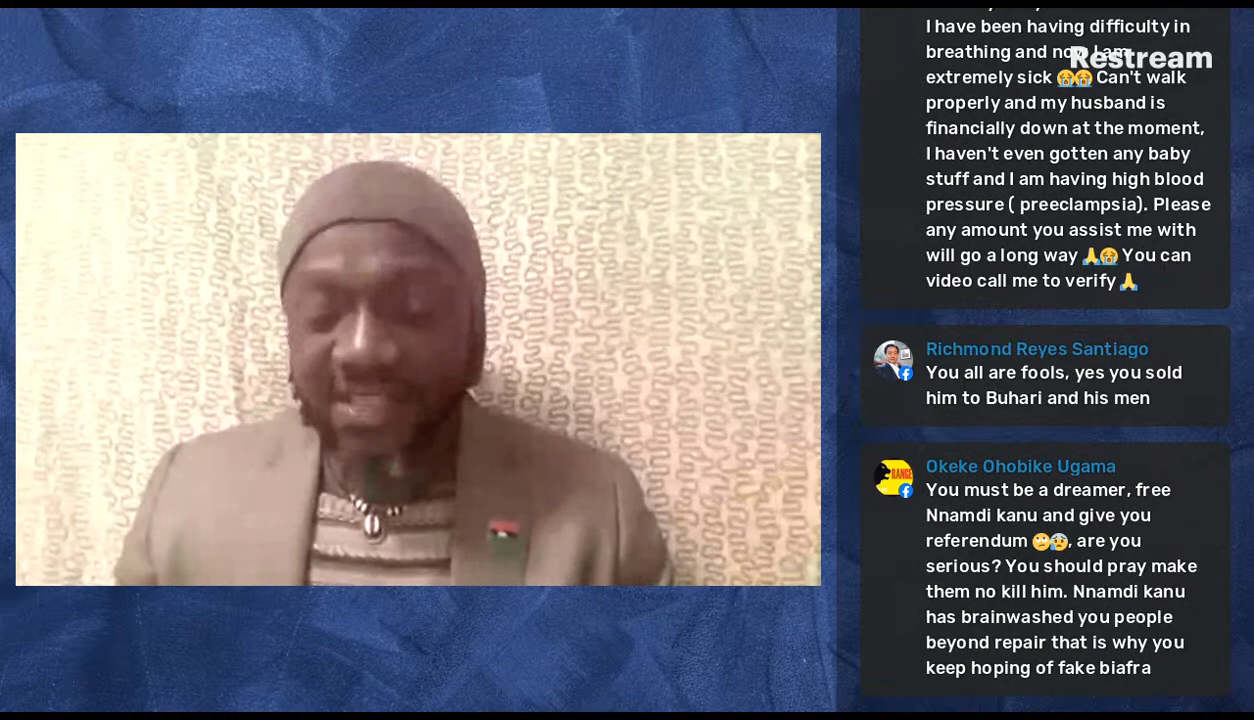 I have been having difficulty in
breathing and now I am
Restream
extremely sick 😭😭 Can't walk
properly and my husband is
financially down at the moment,
I haven't even gotten any baby
stuff and I am having high blood
pressure ( preeclampsia). Please
any amount you assist me with
will go a long way 🙏😭 You can
video call me to verify 🙏
Richmond Reyes Santiago
You all are fools, yes you sold
him to Buhari and his men
RANGE
Okeke Ohobike Ugama
You must be a dreamer, free
Nnamdi kanu and give you
referendum 🙄😰, are you
serious? You should pray make
them no kill him. Nnamdi kanu
has brainwashed you people
beyond repair that is why you
keep hoping of fake biafra